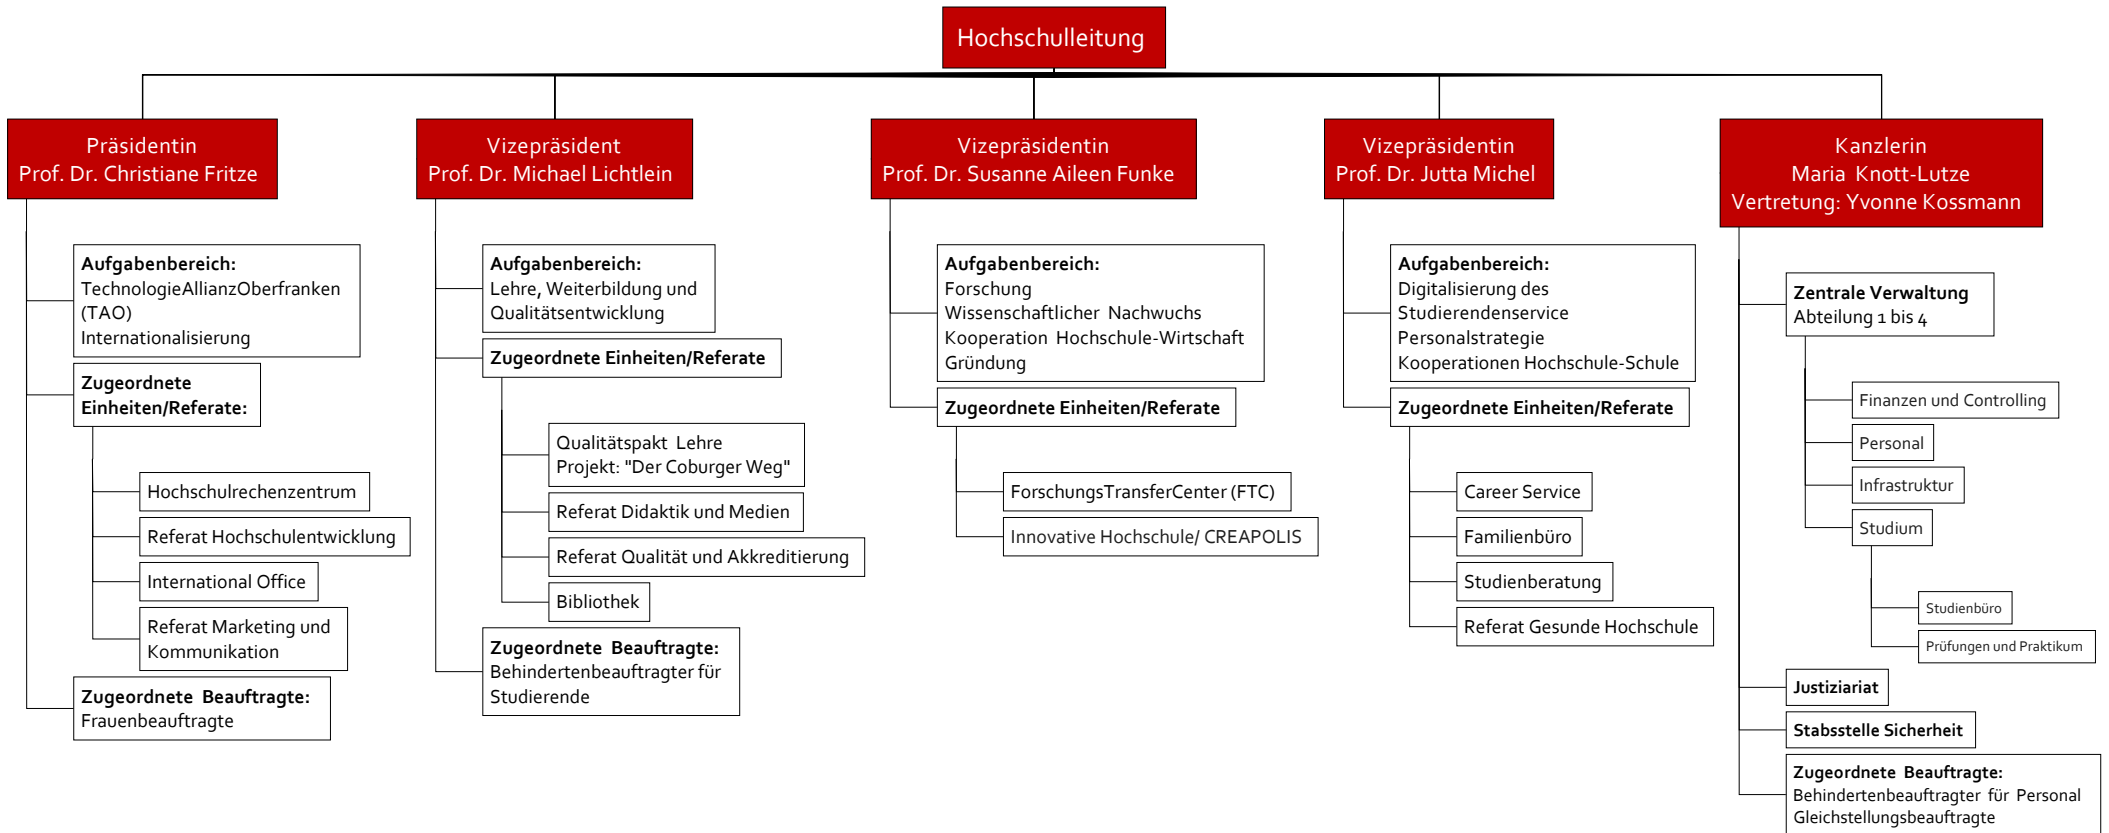 Hochschulleitung
Präsidentin
Prof. Dr. Christiane Fritze
Aufgabenbereich:
TechnologieAllianzOberfranken
(TAO)
Internationalisierung
Zugeordnete
Einheiten/Referate:
Hochschulrechenzentrum
Referat Hochschulentwicklung
International Office
Referat Marketing und
Kommunikation
Zugeordnete Beauftragte:
Frauenbeauftragte
Vizepräsident
Prof. Dr. Michael Lichtlein
Aufgabenbereich:
Lehre, Weiterbildung und
Qualitätsentwicklung
Zugeordnete Einheiten/Referate
Qualitätspakt Lehre
Projekt: "Der Coburger Weg"
Referat Didaktik und Medien
Referat Qualität und Akkreditierung
Bibliothek
Zugeordnete Beauftragte:
Behindertenbeauftragter für
Studierende
Vizepräsidentin
Prof. Dr. Susanne Aileen Funke
Aufgabenbereich:
Forschung
Wissenschaftlicher Nachwuchs
Kooperation Hochschule-Wirtschaft
Gründung
Zugeordnete Einheiten/Referate
ForschungsTransferCenter (FTC)
Innovative Hochschule/ CREAPOLIS
Vizepräsidentin
Prof. Dr. Jutta Michel
Aufgabenbereich:
Digitalisierung des
Studierendenservice
Personalstrategie
Kooperationen Hochschule-Schule
Zugeordnete Einheiten/Referate
Career Service
Familienbüro
Studienberatung
Referat Gesunde Hochschule
Kanzlerin
Maria Knott-Lutze
Vertretung: Yvonne Kossmann
Zentrale Verwaltung
Abteilung 1 bis 4
Finanzen und Controlling
Personal
Infrastruktur
Studium
Studienbüro
Prüfungen und Praktikum
Justiziariat
Stabsstelle Sicherheit
Zugeordnete Beauftragte:
Behindertenbeauftragter für Personal
Gleichstellungsbeauftragte